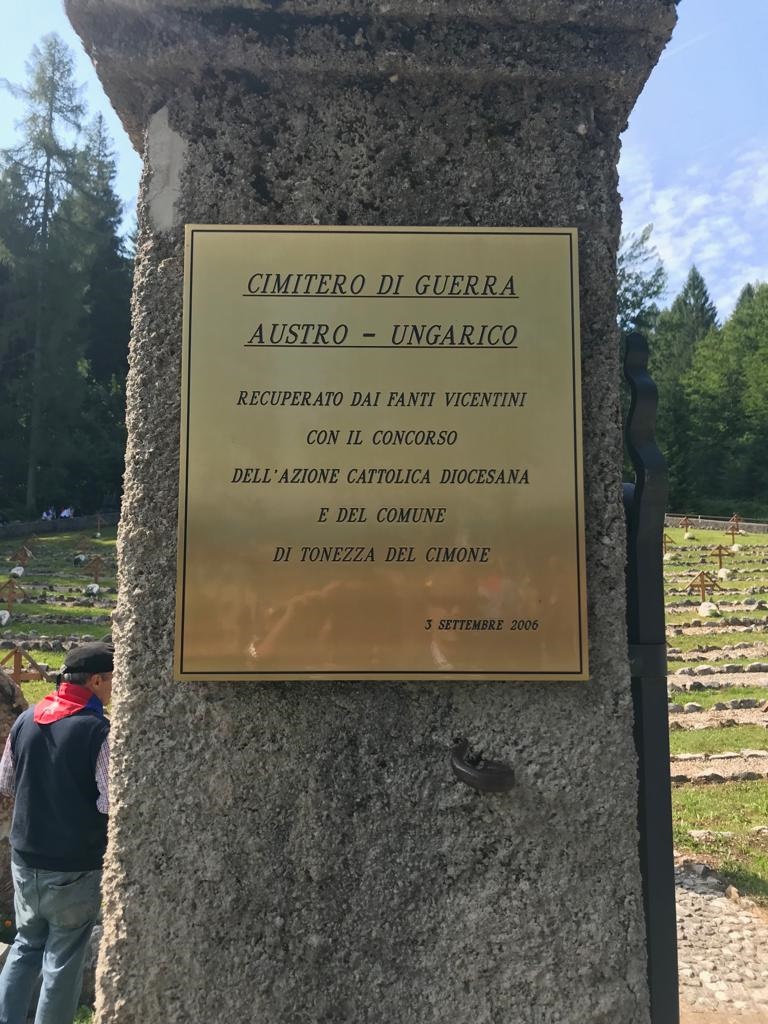 CIMITERO DI GUERRA
AUSTRO - UNGARICO
RECUPERATO DAI FANTI VICENTINI
CON IL CONCORSO
DELL'AZIONE CATTOLICA DIOCESANA
E DEL COMUNE
DI TONEZZA DEL CIMONE
3 SETTEMBRE 2006